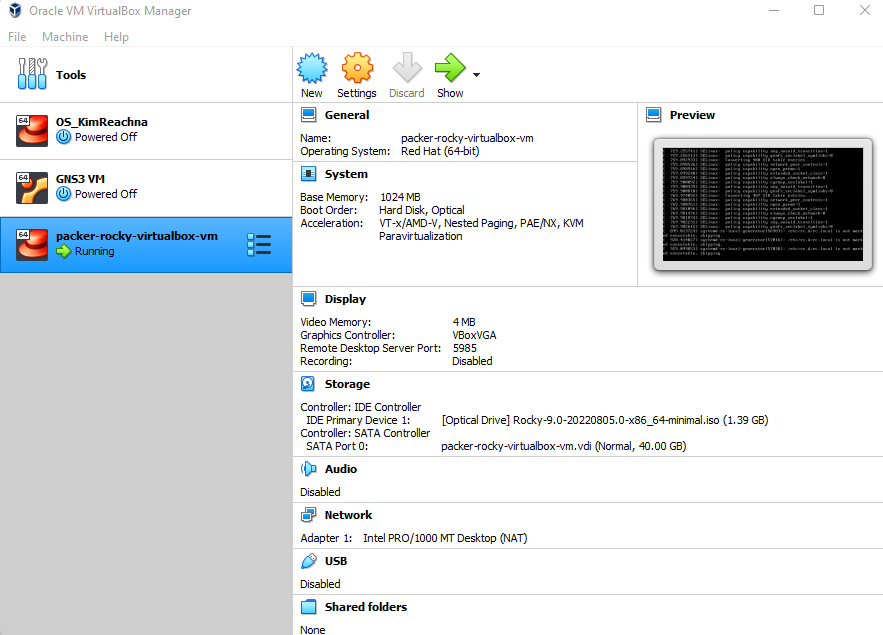 Oracle VM VirtualBox Manager
File Machine Help
Tools
New Settings Discard Show
64
OS_KimReachna
Powered Off
64
GNS3 VM
Powered Off
64
packer-rocky-virtualbox-vm
Running
General
Name: packer-rocky-virtualbox-vm
Operating System: Red Hat (64-bit)
System
Base Memory: 1024 MB
Boot Order: Hard Disk, Optical
Acceleration: VT-x/AMD-V, Nested Paging, PAE/NX, KVM
Paravirtualization
Preview
Display
Video Memory: 4 MB
Graphics Controller: VBoxVGA
Remote Desktop Server Port: 5985
Recording: Disabled
Storage
Controller: IDE Controller
IDE Primary Device 1: [Optical Drive] Rocky-9.0-20220805.0-x86_64-minimal.iso (1.39 GB)
Controller: SATA Controller
SATA Port 0: packer-rocky-virtualbox-vm.vdi (Normal, 40.00 GB)
Audio
Disabled
Network
Adapter 1: Intel PRO/1000 MT Desktop (NAT)
USB
Disabled
Shared folders
None